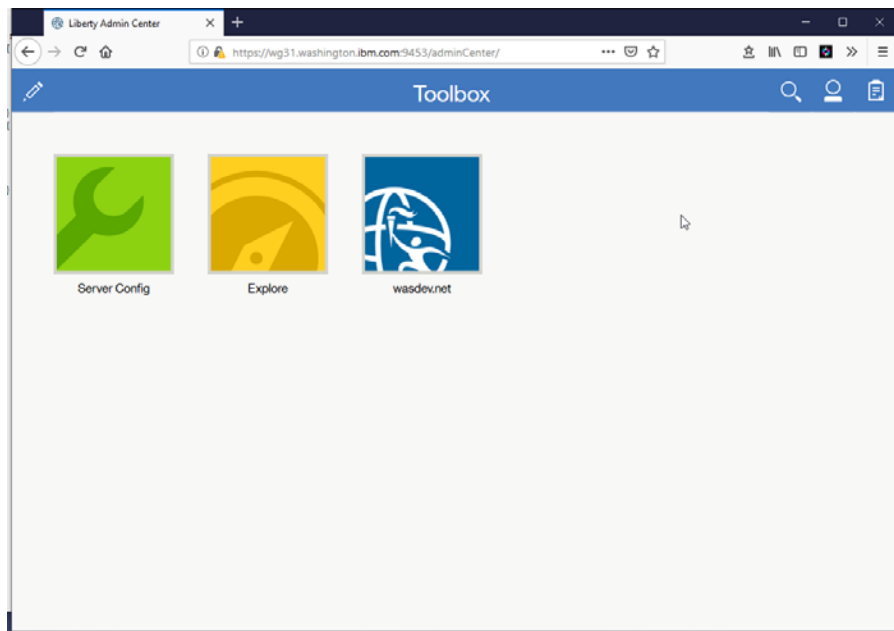 Liberty Admin Center
https://wg31.washington.ibm.com:9453/adminCenter/
Toolbox
Server Config
Explore
wasdev.net